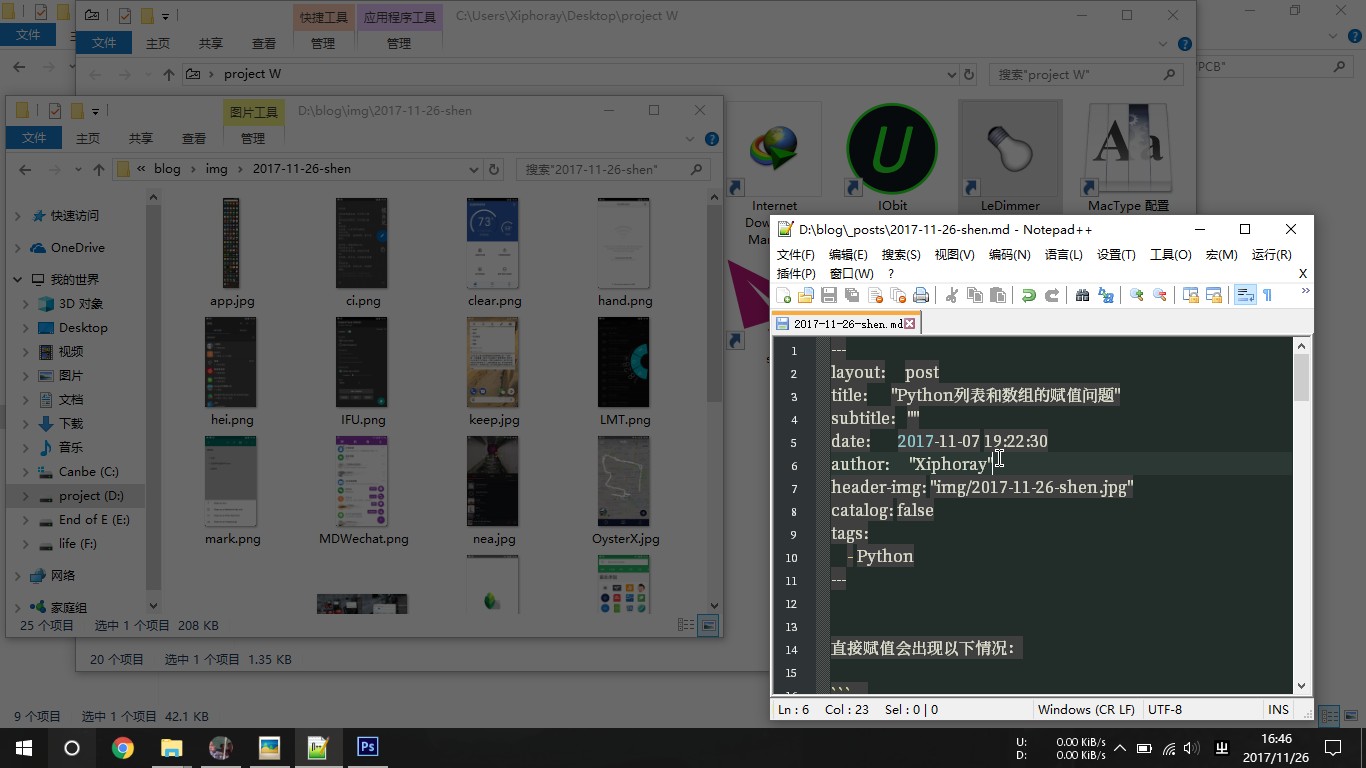 文件
快捷工具
应用程序工具
C:\Users\Xiphoray\Desktop\project W
文件
主页
共享
查看
管理
管理
project W
搜索"project W"
PCB"
图片工具
D:\blog\img\2017-11-26-shen
文件
主页
共享
查看
管理
« blog › img › 2017-11-26-shen
搜索"2017-11-26-shen"
快速访问
OneDrive
我的世界
3D 对象
Desktop
视频
图片
文档
下载
音乐
Canbe (C:)
project (D:)
End of E (E:)
life (F:)
网络
家庭组
app.jpg
ci.png
clear.png
hand.png
hei.png
IFU.png
keep.jpg
LMT.png
mark.png
MDWechat.png
nea.jpg
OysterX.jpg
25 个项目 选中 1 个项目 208 KB
Internet
IObit
LeDimmer
MacType 配置
20 个项目 选中 1 个项目 1.35 KB
9 个项目 选中 1 个项目 42.1 KB
D:\blog\_posts\2017-11-26-shen.md - Notepad++
文件(F) 编辑(E) 搜索(S) 视图(V) 编码(N) 语言(L) 设置(T) 工具(O) 宏(M) 运行(R)
插件(P) 窗口(W) ? X
2017-11-26-shen.md
1 ---
2 layout: post
3 title: "Python列表和数组的赋值问题"
4 subtitle: ""
5 date: 2017-11-07 19:22:30
6 author: "Xiphoray"
7 header-img: "img/2017-11-26-shen.jpg"
8 catalog: false
9 tags:
10 - Python
11 ---
12
13
14 直接赋值会出现以下情况：
15
16 ```
Ln : 6 Col : 23 Sel : 0 | 0 Windows (CR LF) UTF-8 INS
Ps
U: 0.00 KiB/s
D: 0.00 KiB/s
16:46
2017/11/26